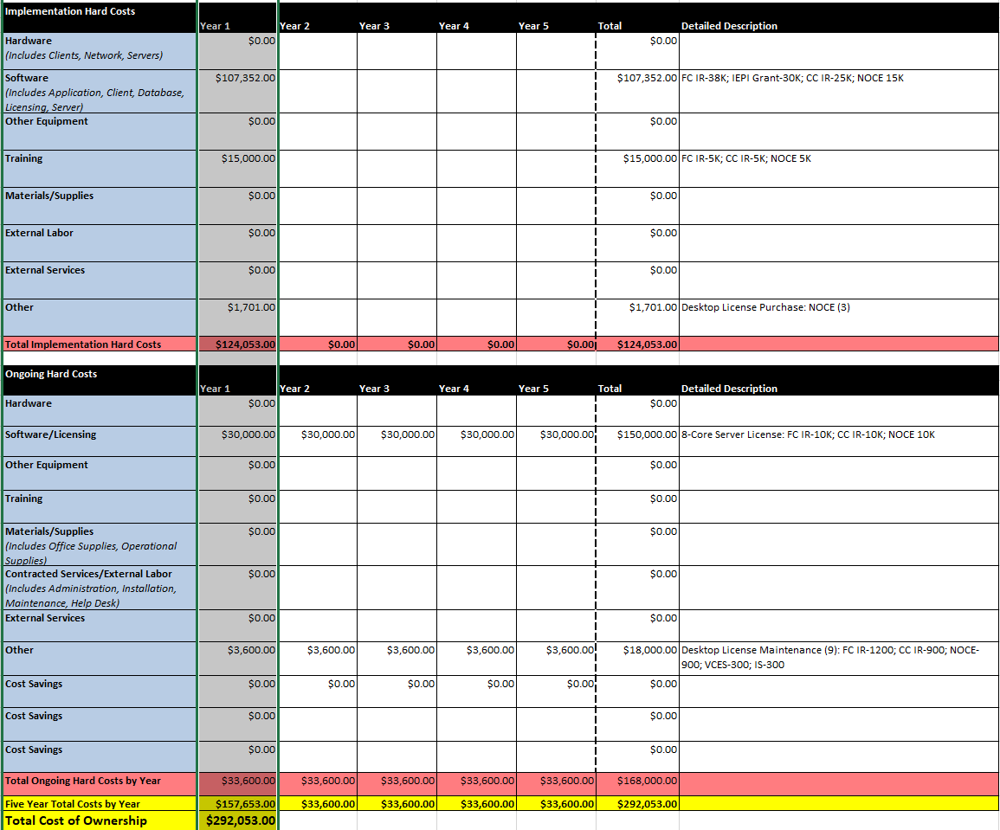 Implementation Hard Costs
Year 1 Year 2 Year 3 Year 4 Year 5 Total Detailed Description
Hardware $0.00 $0.00
(Includes Clients, Network, Servers)
Software $107,352.00 $107,352.00 FC IR-38K; IEPI Grant-30K; CC IR-25K; NOCE 15K
(Includes Application, Client, Database,
Licensing, Server)
Other Equipment $0.00 $0.00
Training $15,000.00 $15,000.00 FC IR-5K; CC IR-5K; NOCE 5K
Materials/Supplies $0.00 $0.00
External Labor $0.00 $0.00
External Services $0.00 $0.00
Other $1,701.00 $1,701.00 Desktop License Purchase: NOCE (3)
Total Implementation Hard Costs $124,053.00 $0.00 $0.00 $0.00 $0.00 $124,053.00
Ongoing Hard Costs
Year 1 Year 2 Year 3 Year 4 Year 5 Total Detailed Description
Hardware $0.00 $0.00
Software/Licensing $30,000.00 $30,000.00 $30,000.00 $30,000.00 $30,000.00 $150,000.00 8-Core Server License: FC IR-10K; CC IR-10K; NOCE 10K
Other Equipment $0.00 $0.00
Training $0.00 $0.00
Materials/Supplies $0.00 $0.00
(Includes Office Supplies, Operational
Supplies)
Contracted Services/External Labor $0.00 $0.00
(Includes Administration, Installation,
Maintenance, Help Desk)
External Services $0.00 $0.00
Other $3,600.00 $3,600.00 $3,600.00 $3,600.00 $3,600.00 $18,000.00 Desktop License Maintenance (9): FC IR-1200; CC IR-900; NOCE-
900; VCES-300; IS-300
Cost Savings $0.00 $0.00 $0.00 $0.00 $0.00 $0.00
Cost Savings $0.00 $0.00
Cost Savings $0.00 $0.00
Total Ongoing Hard Costs by Year $33,600.00 $33,600.00 $33,600.00 $33,600.00 $33,600.00 $168,000.00
Five Year Total Costs by Year $157,653.00 $33,600.00 $33,600.00 $33,600.00 $33,600.00 $292,053.00
Total Cost of Ownership $292,053.00